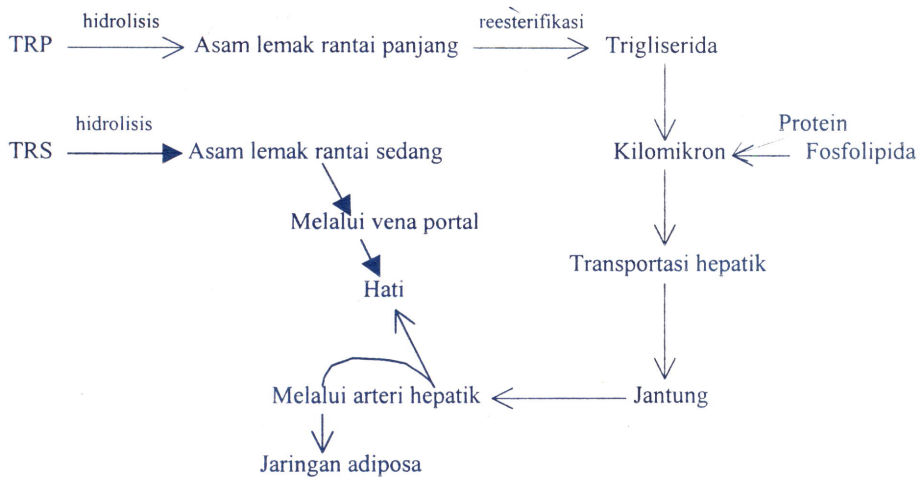 hidrolisis
reesterifikasi
TRP
Asam lemak rantai panjang
Trigliserida
hidrolisis
Protein
TRS
Asam lemak rantai sedang
Kilomikron
Fosfolipida
Melalui vena portal
Transportasi hepatik
Hati
Melalui arteri hepatik
Jantung
Jaringan adiposa